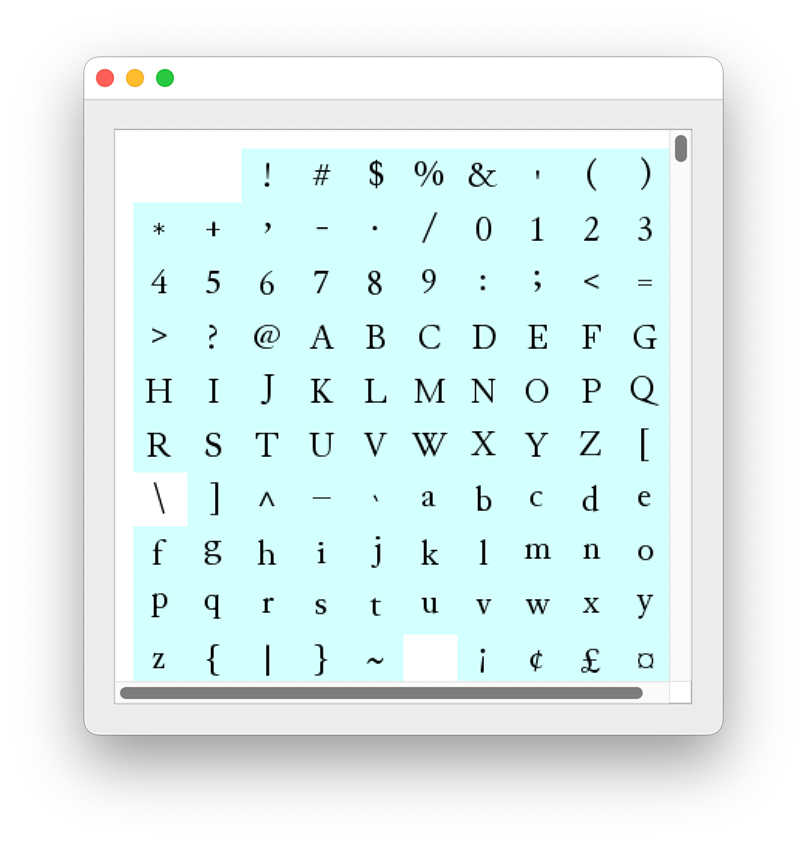 ! # $ % & ' ( )
* + , - . / 0 1 2 3
4 5 6 7 8 9 : ; < =
> ? @ A B C D E F G
H I J K L M N O P Q
R S T U V W X Y Z [
\ ] ^ _ ` a b c d e
f g h i j k l m n o
p q r s t u v w x y
z { | } ~ ¡ ¢ £ ¤